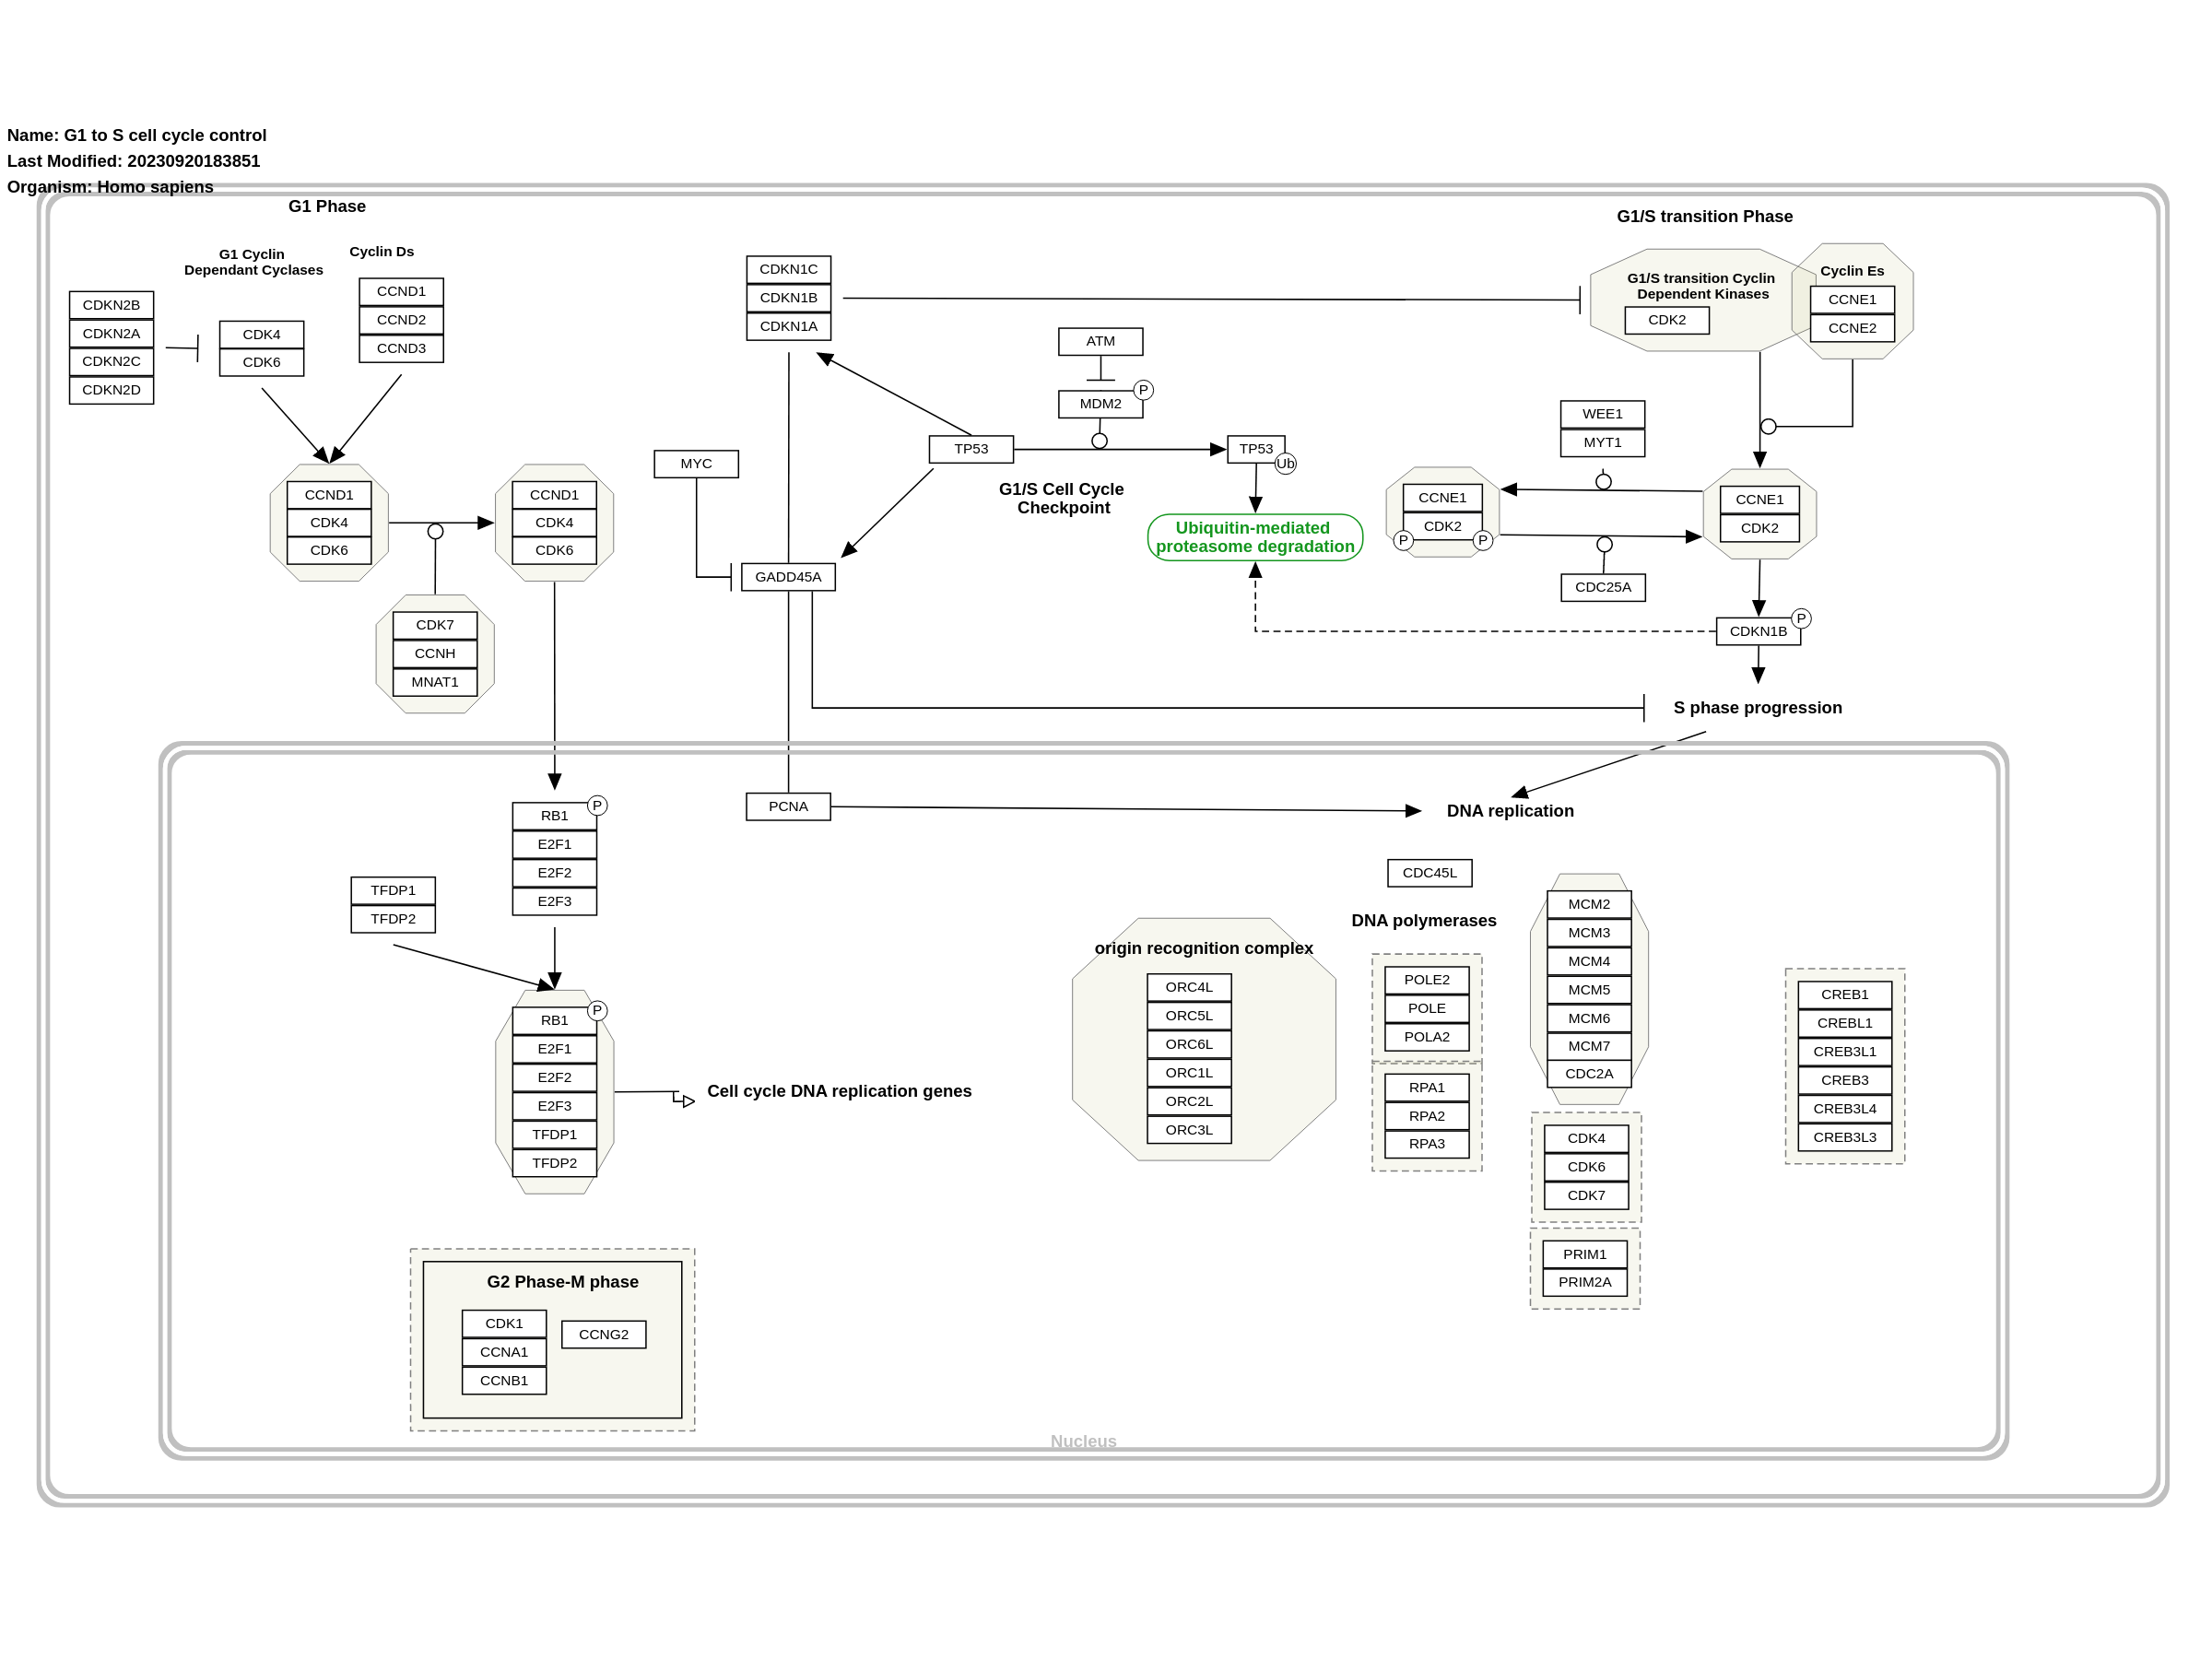 Name: G1 to S cell cycle control
Last Modified: 20230920183851
Organism: Homo sapiens
G1 Phase
G1/S transition Phase
G1 Cyclin
Dependant Cyclases
Cyclin Ds
CDKN2B
CDKN2A
CDKN2C
CDKN2D
CDK4
CDK6
CCND1
CCND2
CCND3
CCND1
CDK4
CDK6
CCND1
CDK4
CDK6
CDK7
CCNH
MNAT1
CDKN1C
CDKN1B
CDKN1A
MYC
GADD45A
ATM
MDM2
P
TP53
TP53
Ub
G1/S Cell Cycle
Checkpoint
Ubiquitin-mediated
proteasome degradation
G1/S transition Cyclin
Dependent Kinases
CDK2
Cyclin Es
CCNE1
CCNE2
WEE1
MYT1
CCNE1
CDK2
P
P
CCNE1
CDK2
CDC25A
CDKN1B
P
S phase progression
PCNA
DNA replication
RB1
P
E2F1
E2F2
E2F3
TFDP1
TFDP2
RB1
P
E2F1
E2F2
E2F3
TFDP1
TFDP2
Cell cycle DNA replication genes
origin recognition complex
ORC4L
ORC5L
ORC6L
ORC1L
ORC2L
ORC3L
CDC45L
DNA polymerases
POLE2
POLE
POLA2
RPA1
RPA2
RPA3
MCM2
MCM3
MCM4
MCM5
MCM6
MCM7
CDC2A
CDK4
CDK6
CDK7
PRIM1
PRIM2A
CREB1
CREBL1
CREB3L1
CREB3
CREB3L4
CREB3L3
G2 Phase-M phase
CDK1
CCNA1
CCNB1
CCNG2
Nucleus